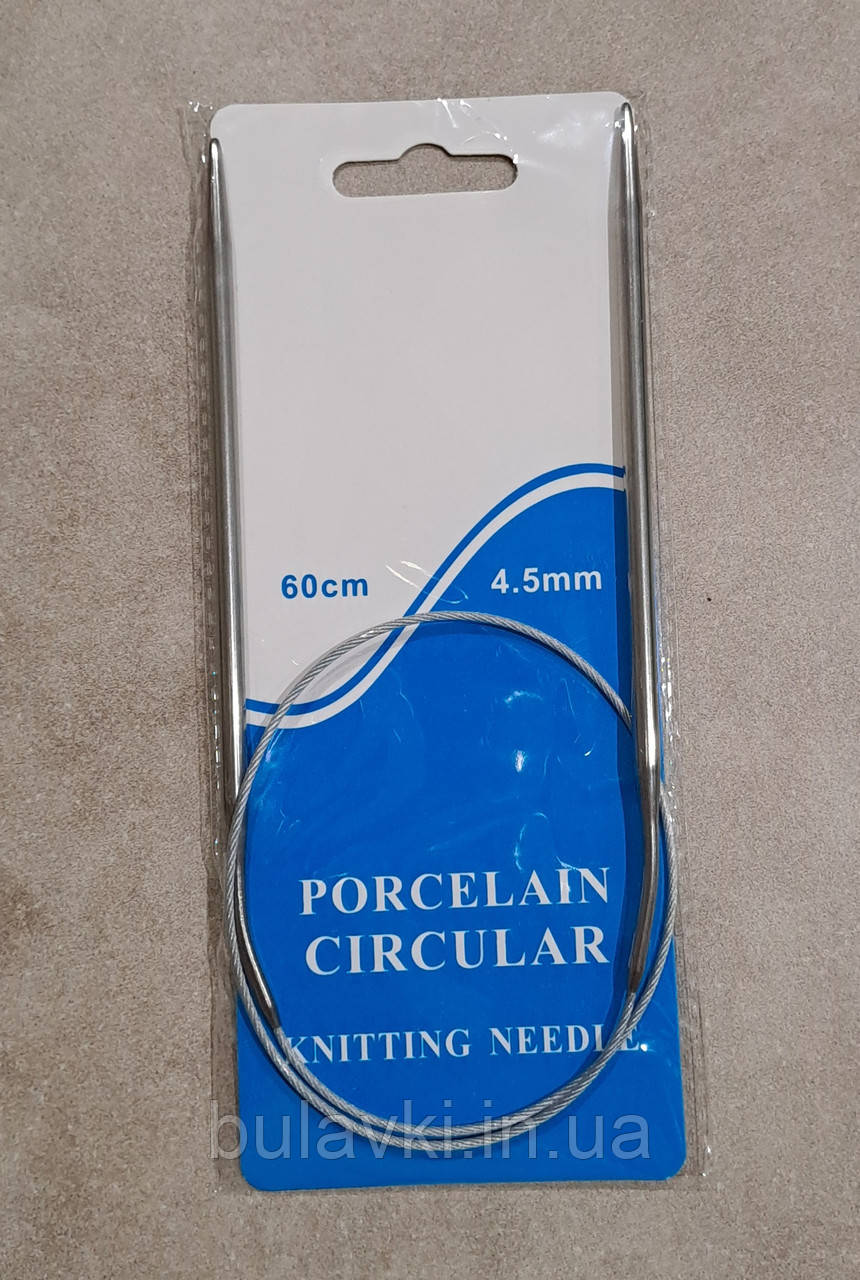 60cm 4.5mm
PORCELAIN
CIRCULAR
KNITTING NEEDLE
bulavki.in.ua